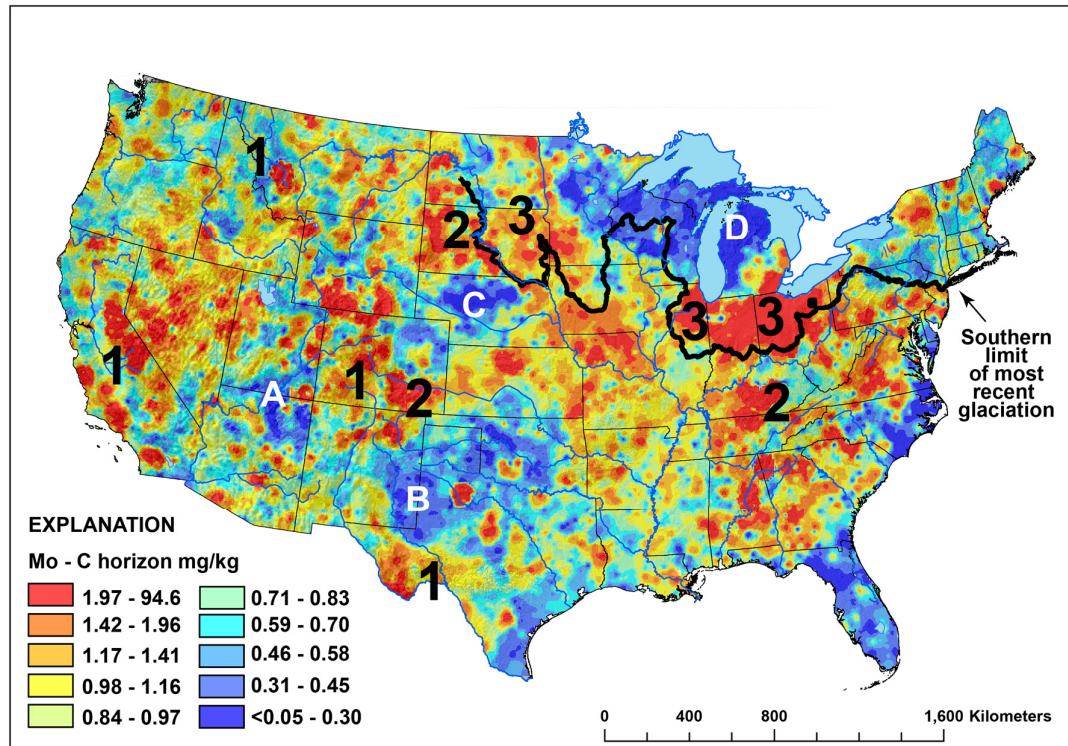 1
2
3
D
C
3
3
1
A
1
2
2
B
1
Southern
limit
of most
recent
glaciation
EXPLANATION
Mo - C horizon mg/kg
1.97 - 94.6
1.42 - 1.96
1.17 - 1.41
0.98 - 1.16
0.84 - 0.97
0.71 - 0.83
0.59 - 0.70
0.46 - 0.58
0.31 - 0.45
<0.05 - 0.30
0 400 800 1,600 Kilometers